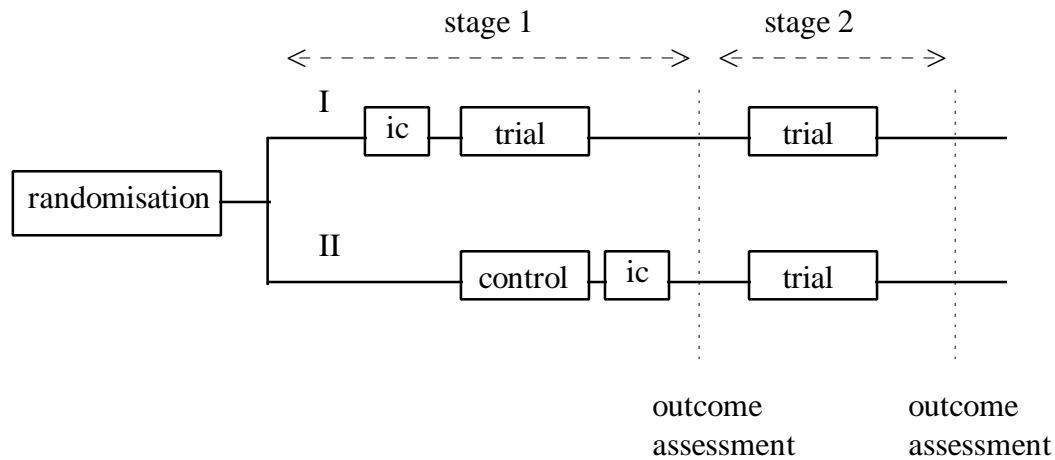 stage 1
stage 2
I
ic
trial
trial
randomisation
II
control
ic
trial
outcome
assessment
outcome
assessment